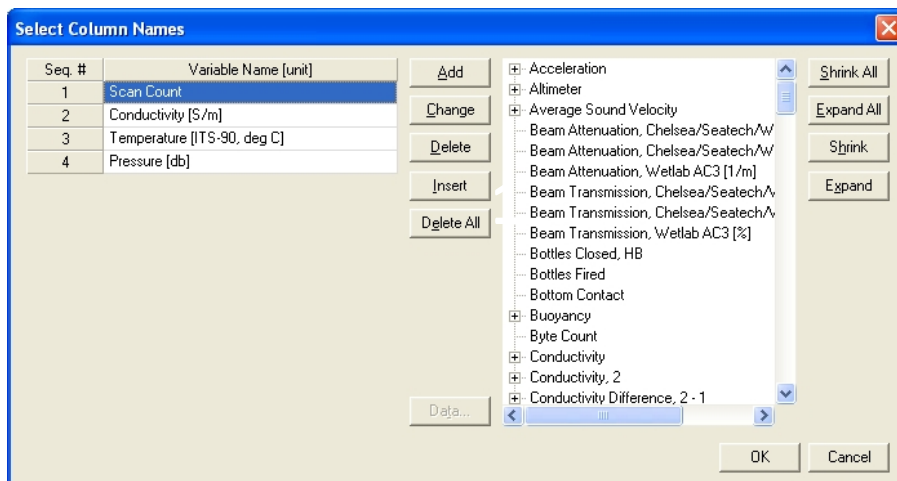 Select Column Names
Seq. # Variable Name [unit]
1 Scan Count
2 Conductivity [S/m]
3 Temperature [ITS-90, deg C]
4 Pressure [db]
Add
Change
Delete
Insert
Delete All
Data...
Acceleration
Altimeter
Average Sound Velocity
Beam Attenuation, Chelsea/Seatech/W
Beam Attenuation, Chelsea/Seatech/W
Beam Attenuation, Wetlab AC3 [1/m]
Beam Transmission, Chelsea/Seatech/
Beam Transmission, Chelsea/Seatech/
Beam Transmission, Wetlab AC3 [%]
Bottles Closed, HB
Bottles Fired
Bottom Contact
Buoyancy
Byte Count
Conductivity
Conductivity, 2
Conductivity Difference, 2 - 1
Shrink All
Expand All
Shrink
Expand
OK
Cancel